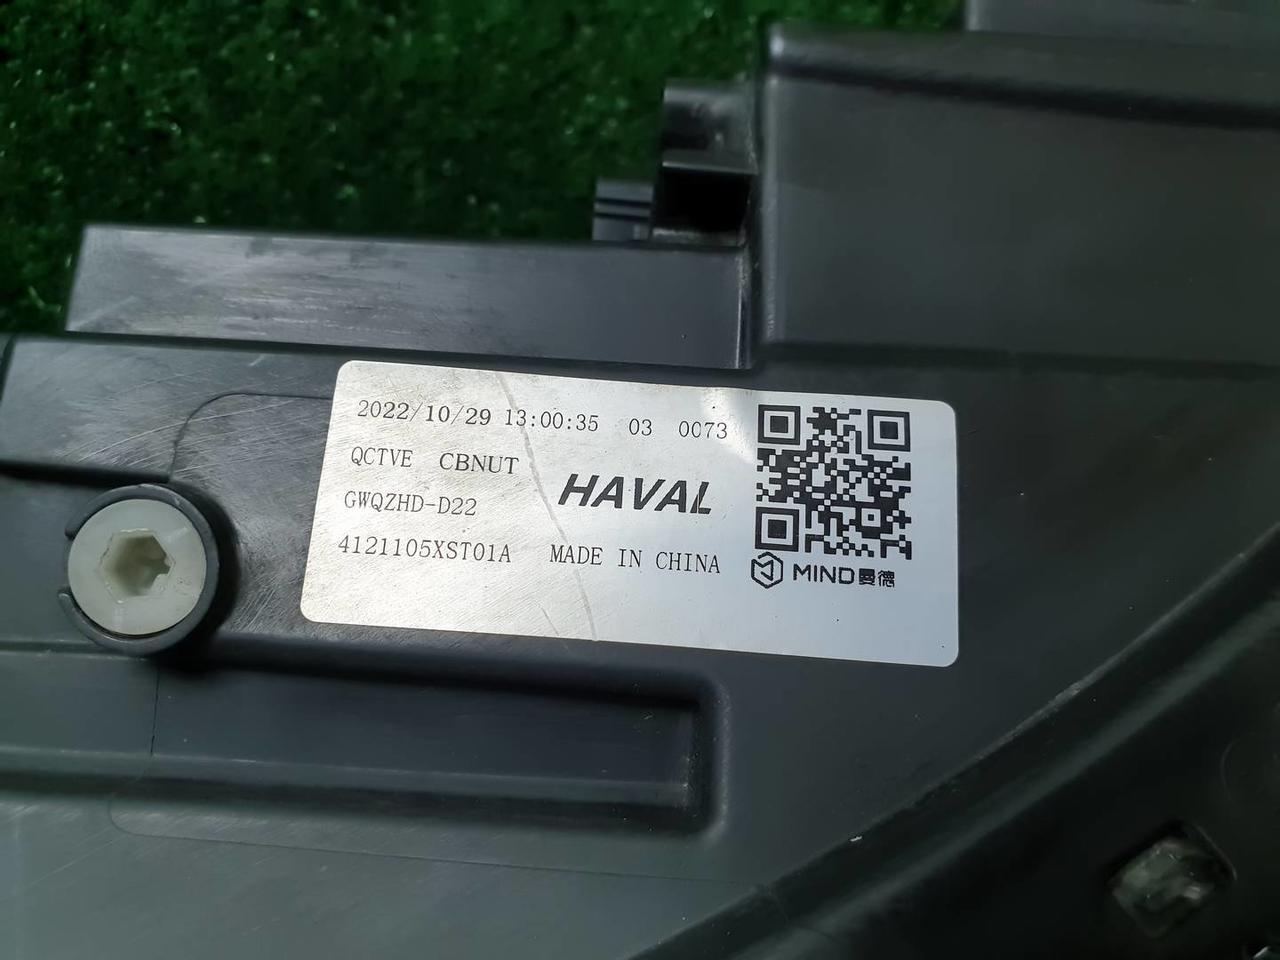 2022/10/29 13:00:35 03 0073
QCTVE CBNUT
HAVAL
GWQZHD-D22
4121105XST01A MADE IN CHINA
MIND曼德